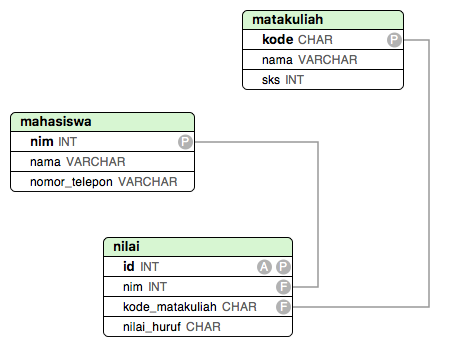 matakuliah
kode CHAR P
nama VARCHAR
sks INT
mahasiswa
nim INT P
nama VARCHAR
nomor_telepon VARCHAR
nilai
id INT A P
nim INT F
kode_matakuliah CHAR F
nilai_huruf CHAR